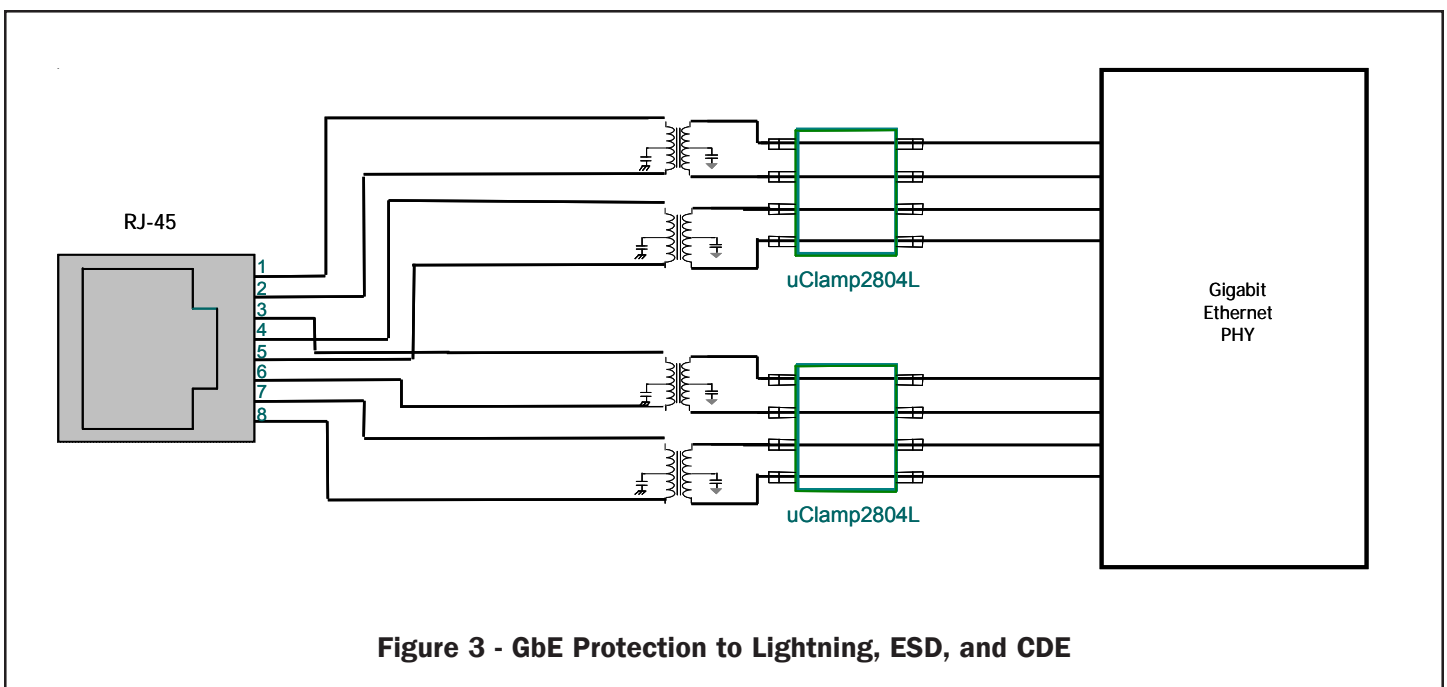 RJ-45
1
2
3
4
5
6
7
8
uClamp2804L
uClamp2804L
Gigabit
Ethernet
PHY
Figure 3 - GbE Protection to Lightning, ESD, and CDE